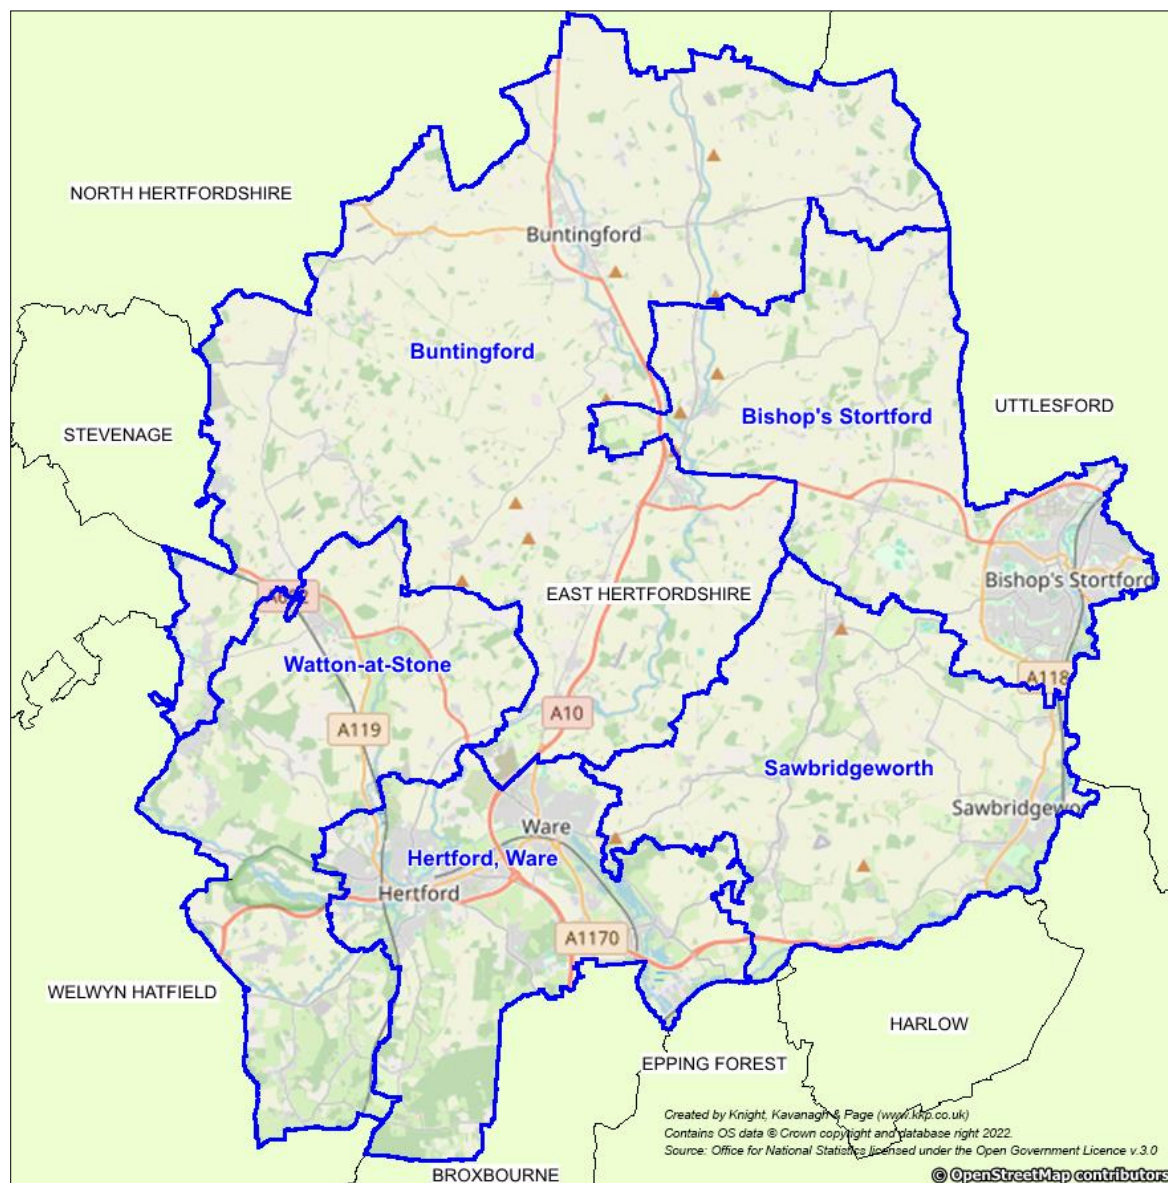 NORTH HERTFORDSHIRE
Buntingford
Buntingford
Bishop's Stortford
UTTLESFORD
STEVENAGE
Bishop's Stortford
EAST HERTFORDSHIRE
Watton-at-Stone
A118
A10
A119
Sawbridgeworth
Sawbridgewo
Ware
Hertford, Ware
Hertford
A1170
WELWYN HATFIELD
HARLOW
EPPING FOREST
Created by Knight, Kavanagh & Page (www.kkp.co.uk)
Contains OS data © Crown copyright and database right 2022.
Source: Office for National Statistics licensed under the Open Government Licence v.3.0
BROXBOURNE
© OpenStreetMap contributors